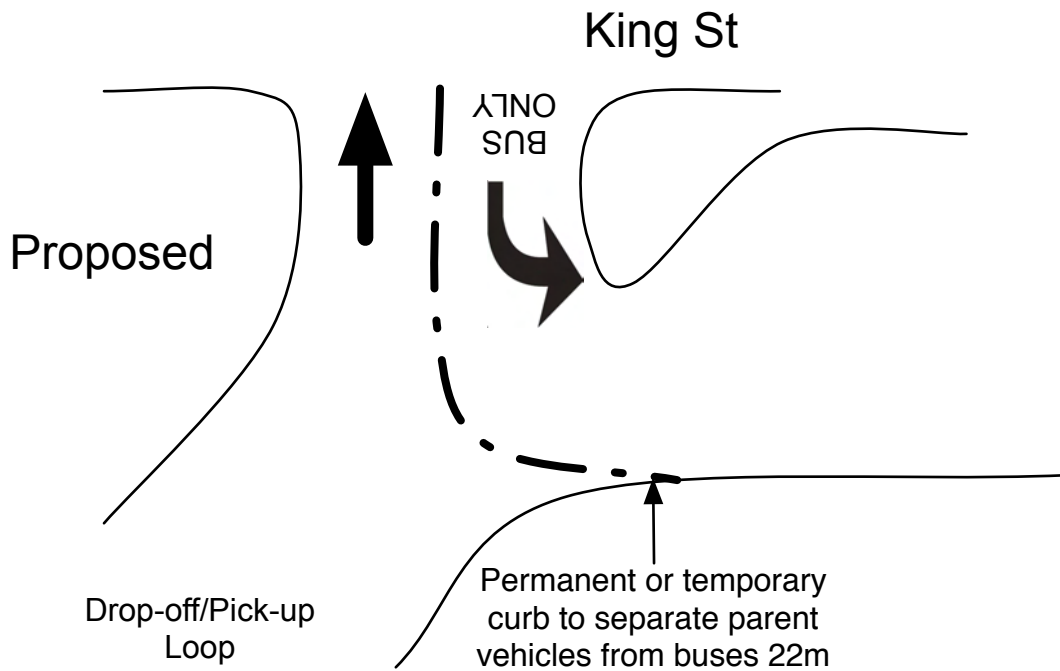 King St
BUS
ONLY
Proposed
Drop-off/Pick-up
Loop
Permanent or temporary
curb to separate parent
vehicles from buses 22m